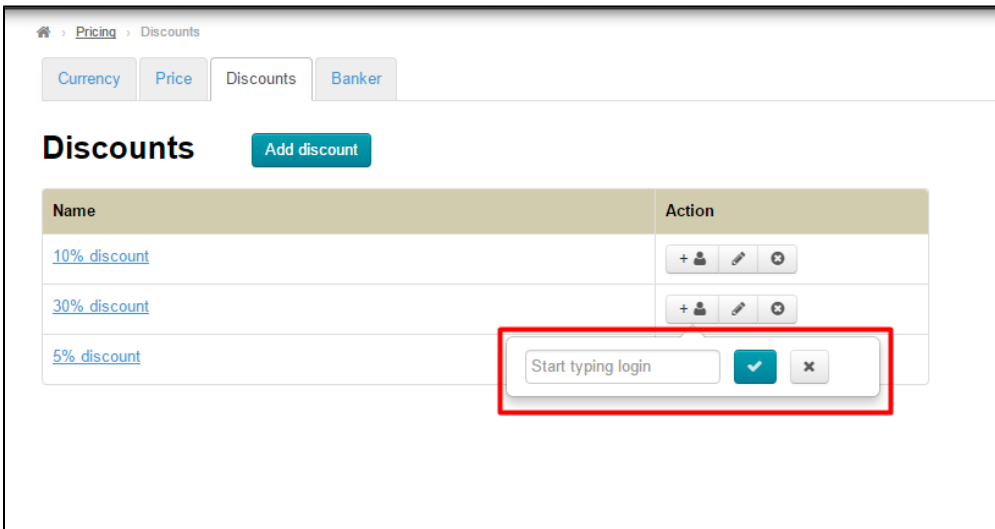 Pricing › Discounts
Currency Price Discounts Banker
Discounts Add discount
Name Action
10% discount +
30% discount +
5% discount
Start typing login